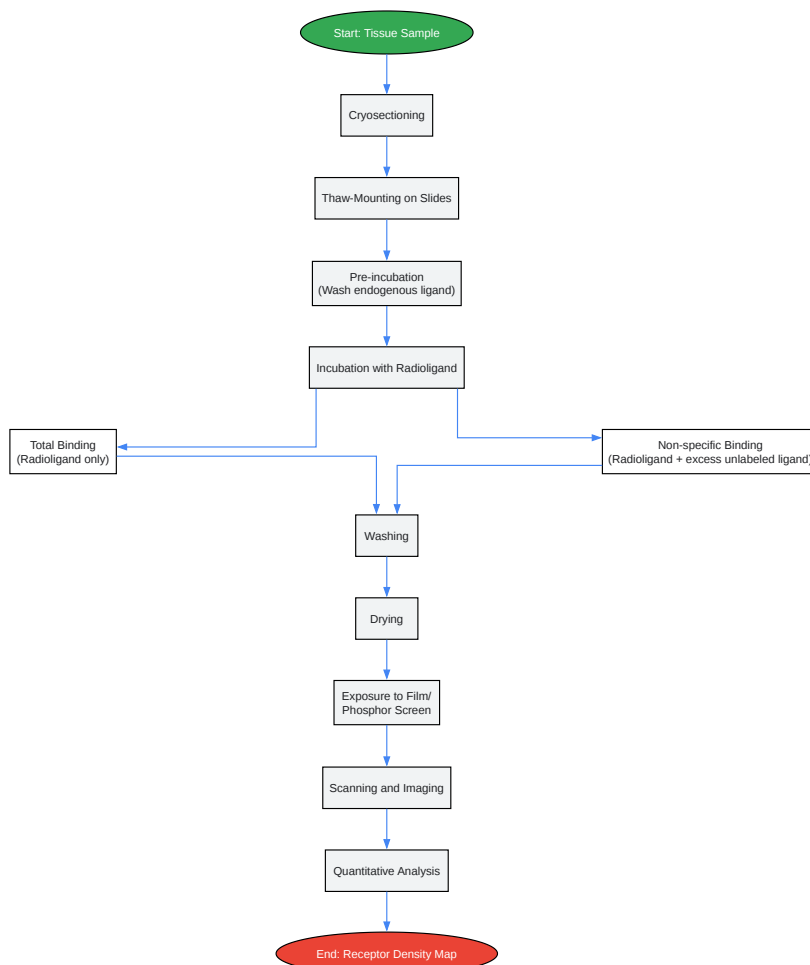 Start: Tissue Sample
Cryosectioning
Thaw-Mounting on Slides
Pre-incubation
(Wash endogenous ligand)
Incubation with Radioligand
Total Binding
(Radioligand only)
Non-specific Binding
(Radioligand + excess unlabeled ligand)
Washing
Drying
Exposure to Film/
Phosphor Screen
Scanning and Imaging
Quantitative Analysis
End: Receptor Density Map